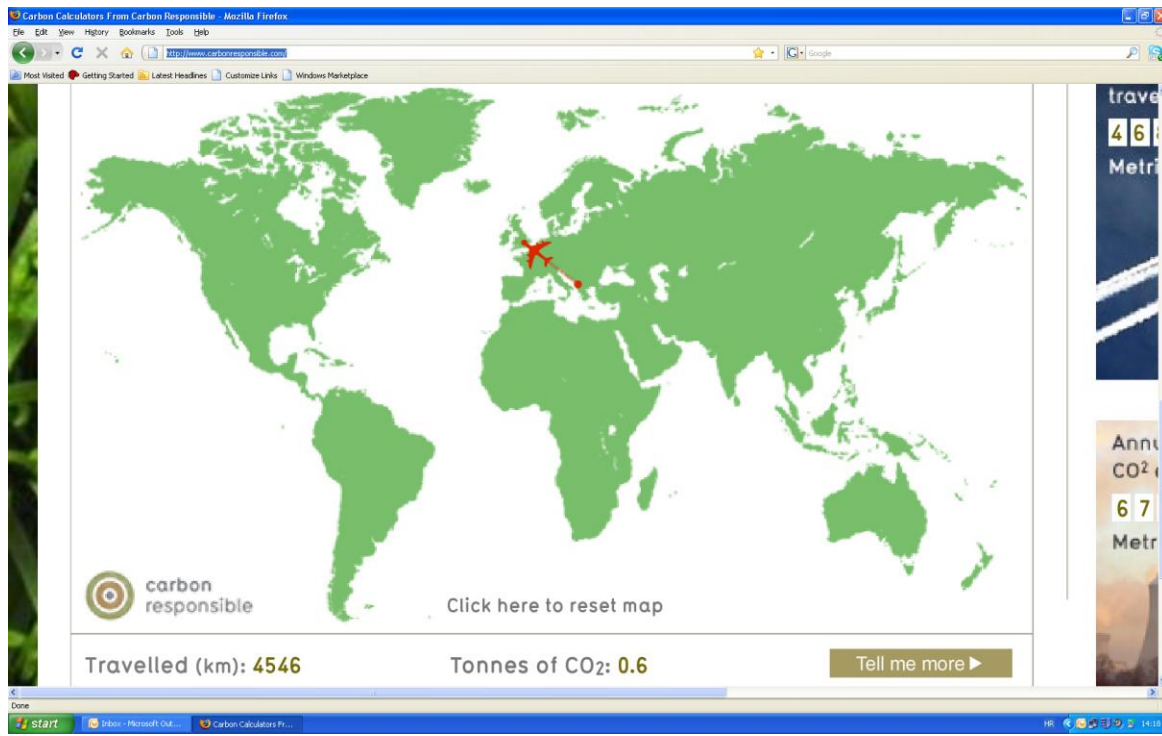 Carbon Calculators From Carbon Responsible - Mozilla Firefox
File Edit View History Bookmarks Tools Help
http://www.carbonresponsible.com/
Google
Most Visited Getting Started Latest Headlines Customize Links Windows Marketplace
trave
4 6
Metri
Annu
CO2
6 7
Metr
carbon
responsible
Click here to reset map
Travelled (km): 4546 Tonnes of CO2: 0.6 Tell me more
Done
start Inbox - Microsoft Out... Carbon Calculators Fr... HR 14:18